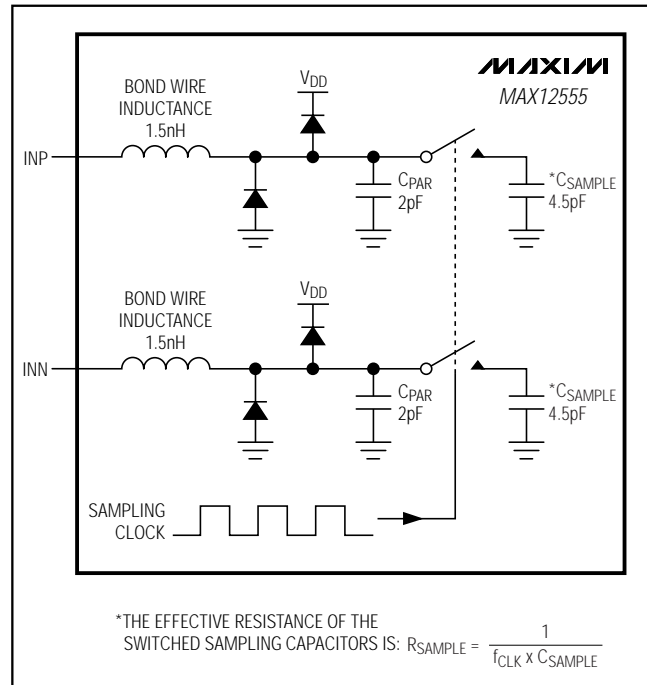 MAXIM
MAX12555
BOND WIRE
INDUCTANCE
1.5nH
VDD
INP
CPAR
2pF
*CSAMPLE
4.5pF
BOND WIRE
INDUCTANCE
1.5nH
VDD
INN
CPAR
2pF
*CSAMPLE
4.5pF
SAMPLING
CLOCK
*THE EFFECTIVE RESISTANCE OF THE
SWITCHED SAMPLING CAPACITORS IS: RSAMPLE = 1
fCLK x CSAMPLE